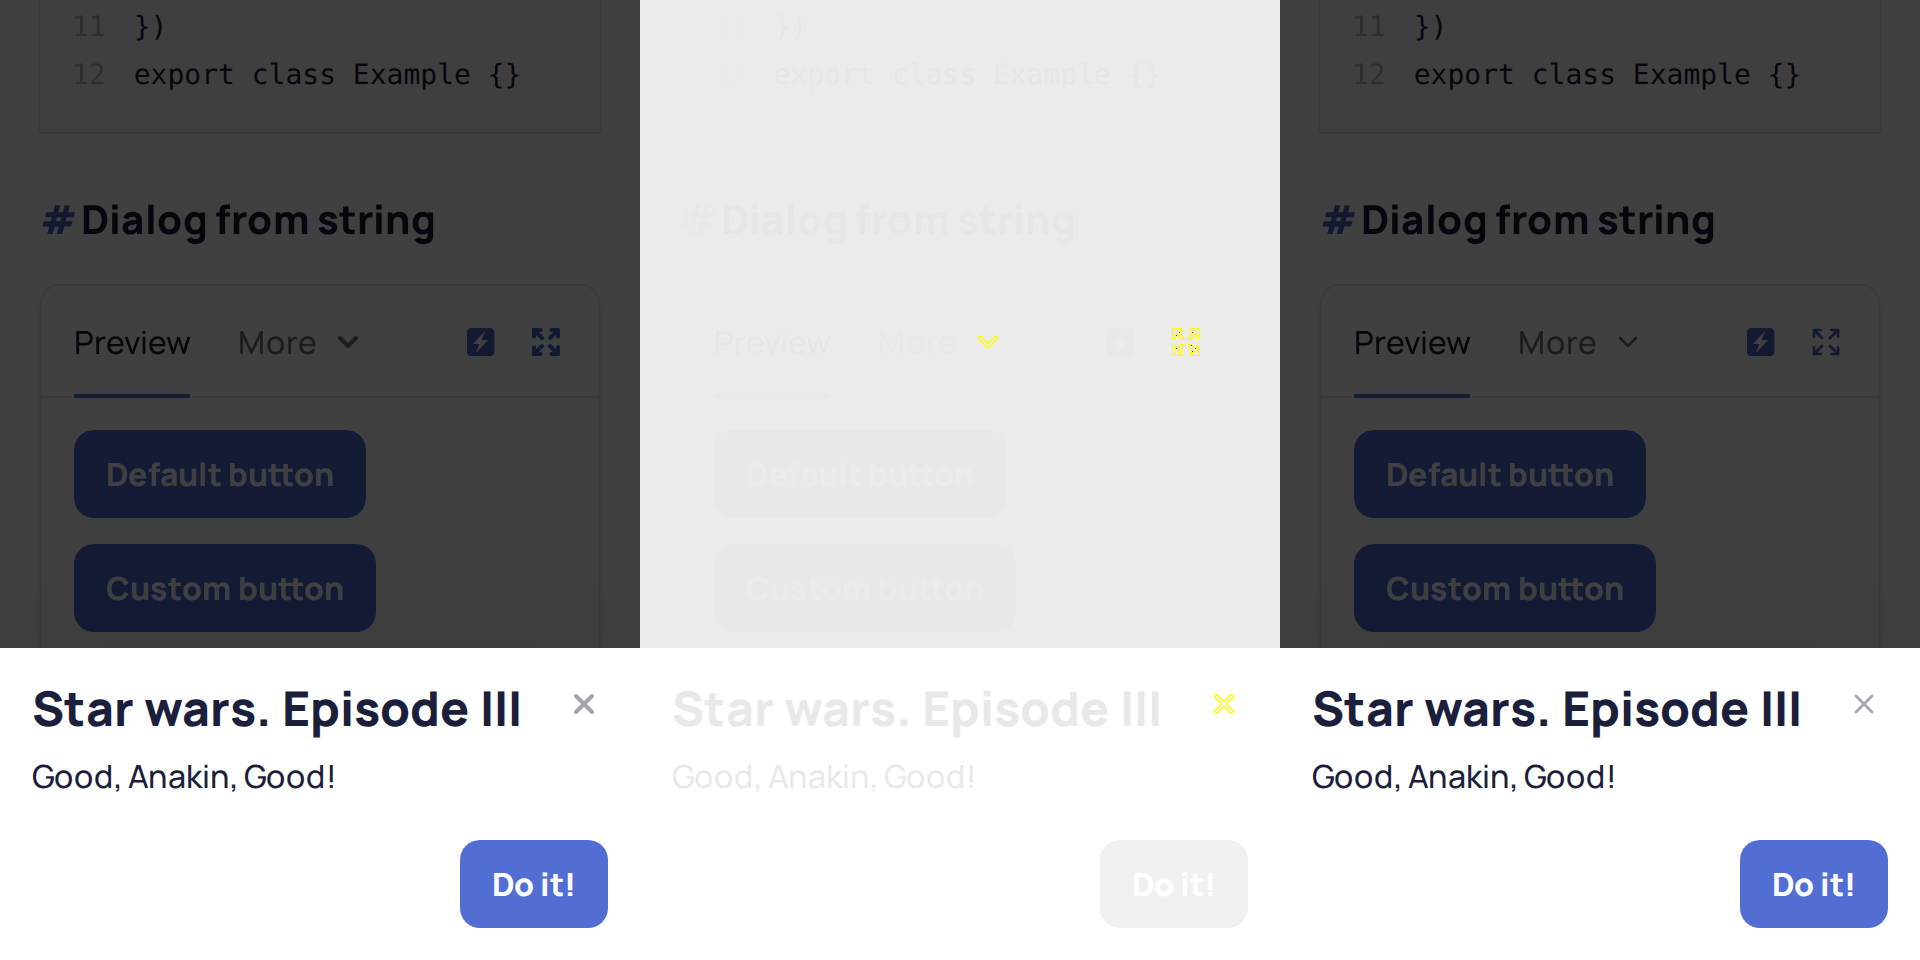 11 })
12 export class Example {}
# Dialog from string
Preview More
Default button
Custom button
Star wars. Episode III
Good, Anakin, Good!
Do it!
})
export class Example {}
# Dialog from string
Preview More
Default button
Custom button
Star wars. Episode III
Good, Anakin, Good!
Do it!
11 })
12 export class Example {}
# Dialog from string
Preview More
Default button
Custom button
Star wars. Episode III
Good, Anakin, Good!
Do it!